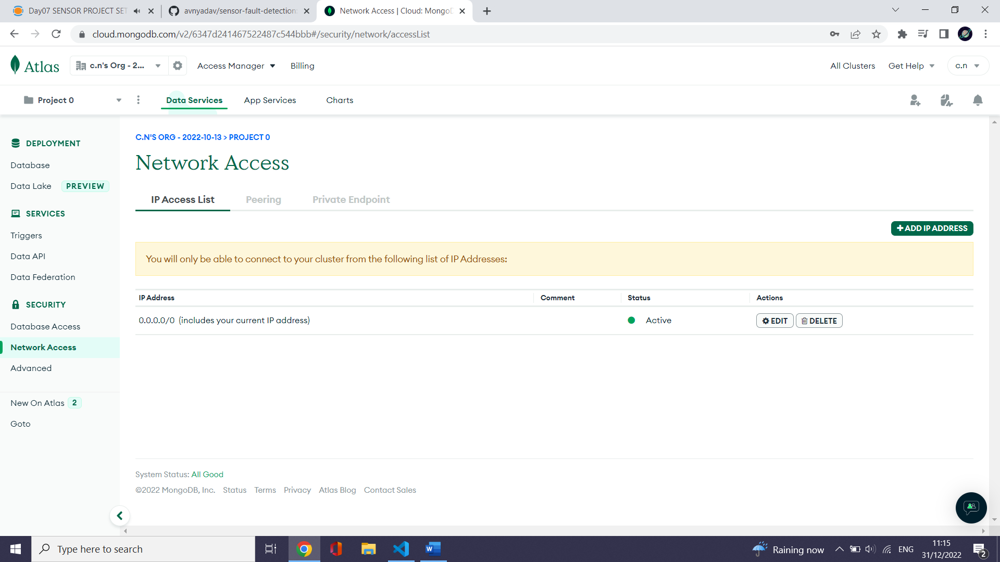 Day07 SENSOR PROJECT SET
avnyadav/sensor-fault-detection
Network Access | Cloud: MongoD
cloud.mongodb.com/v2/6347d241467522487c544bbb#/security/network/accessList
Atlas
c.n's Org - 2...
Access Manager
Billing
All Clusters
Get Help
c.n
Project 0
Data Services
App Services
Charts
DEPLOYMENT
Database
Data Lake PREVIEW
SERVICES
Triggers
Data API
Data Federation
SECURITY
Database Access
Network Access
Advanced
New On Atlas 2
Goto
C.N'S ORG - 2022-10-13 > PROJECT 0
Network Access
IP Access List
Peering
Private Endpoint
+ ADD IP ADDRESS
You will only be able to connect to your cluster from the following list of IP Addresses:
IP Address Comment Status Actions
0.0.0.0/0 (includes your current IP address) Active EDIT DELETE
System Status: All Good
©2022 MongoDB, Inc. Status Terms Privacy Atlas Blog Contact Sales
Type here to search
Raining now
ENG
11:15
31/12/2022
2